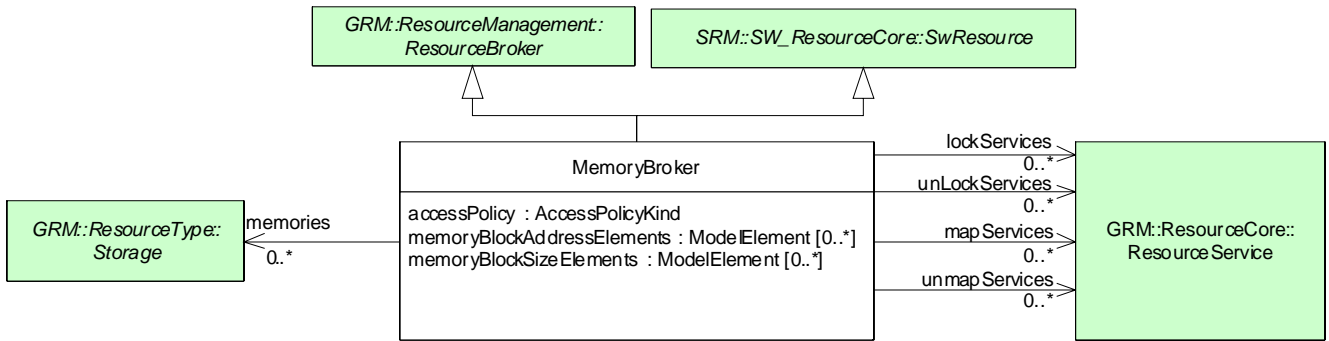 GRM::ResourceManagement::
ResourceBroker
SRM::SW_ResourceCore::SwResource
MemoryBroker
accessPolicy : AccessPolicyKind
memoryBlockAddressElements : ModelElement [0..*]
memoryBlockSizeElements : ModelElement [0..*]
GRM::ResourceType::
Storage
memories
0..*
lockServices
0..*
unLockServices
0..*
mapServices
0..*
unmapServices
0..*
GRM::ResourceCore::
ResourceService